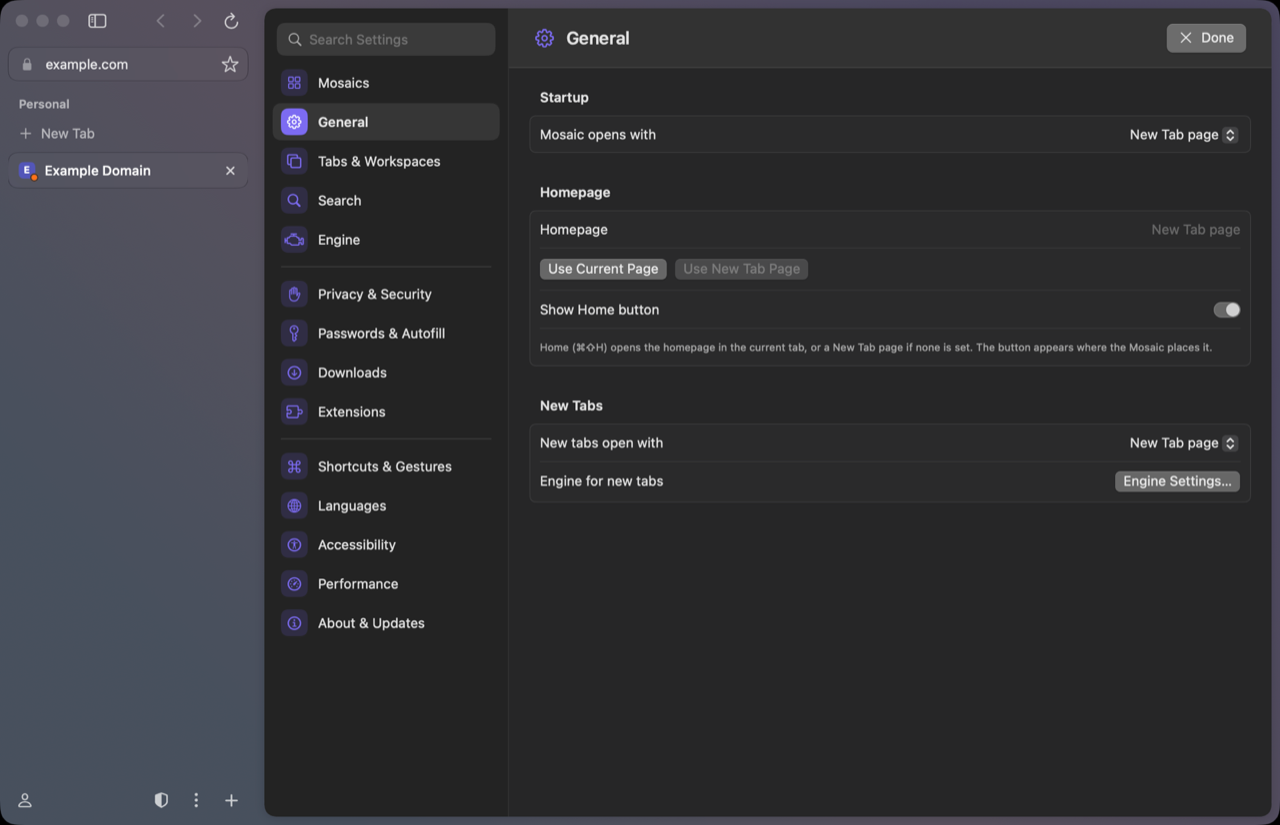 example.com
Personal
New Tab
E
Example Domain
Search Settings
Mosaics
General
Tabs & Workspaces
Search
Engine
Privacy & Security
Passwords & Autofill
Downloads
Extensions
Shortcuts & Gestures
Languages
Accessibility
Performance
About & Updates
General
Done
Startup
Mosaic opens with
New Tab page
Homepage
Homepage
New Tab page
Use Current Page
Use New Tab Page
Show Home button
Home (⌘⇧H) opens the homepage in the current tab, or a New Tab page if none is set. The button appears where the Mosaic places it.
New Tabs
New tabs open with
New Tab page
Engine for new tabs
Engine Settings...